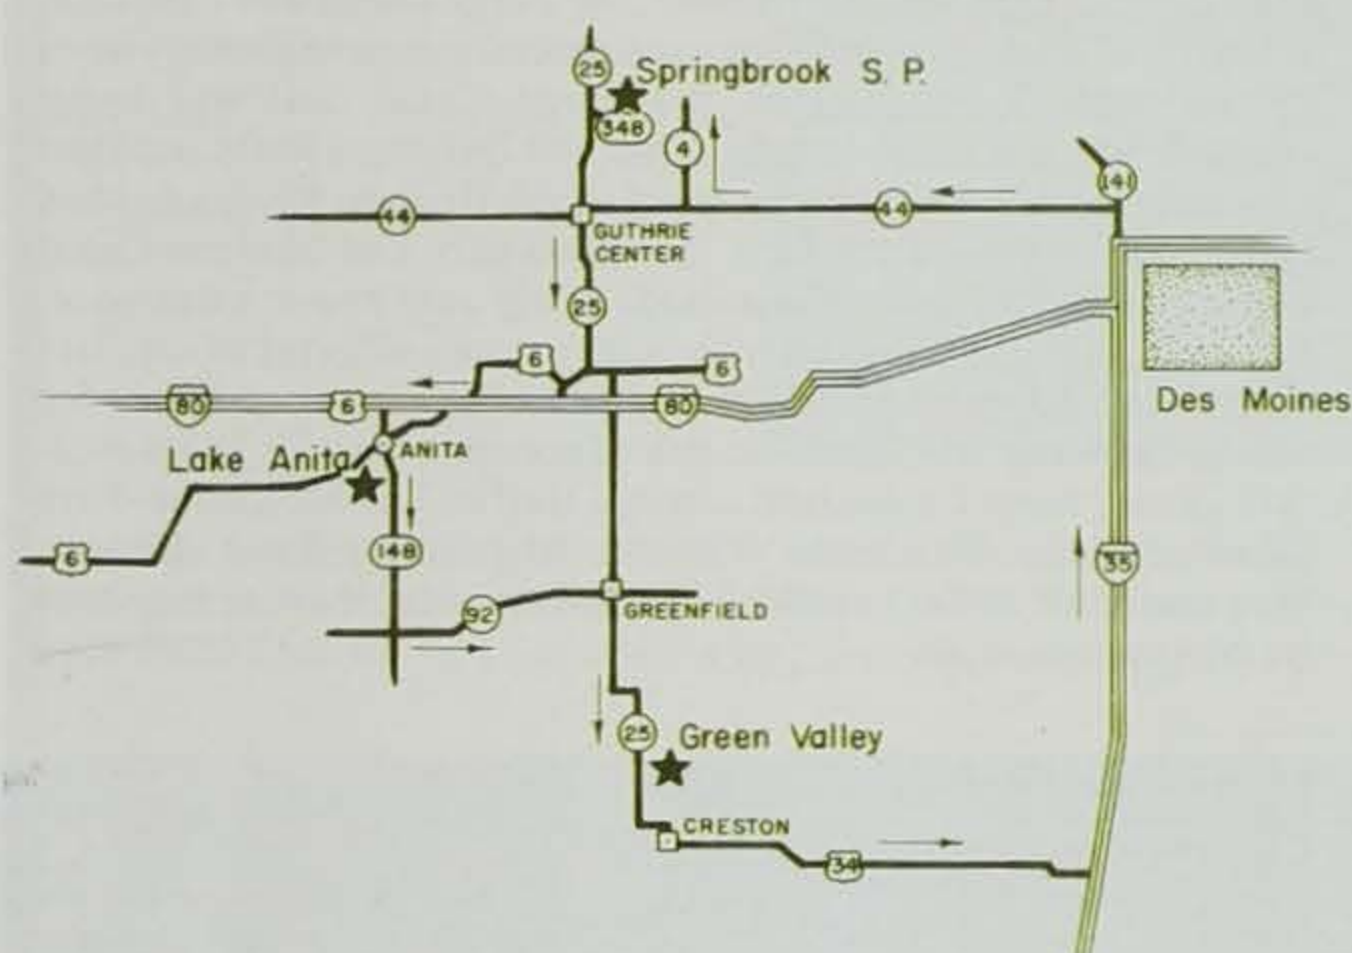 25
Springbrook S. P.
348
4
141
44
44
GUTHRIE
CENTER
25
6
6
80
6
80
Des Moines
ANITA
Lake Anita
148
6
35
92
GREENFIELD
25
Green Valley
CRESTON
34